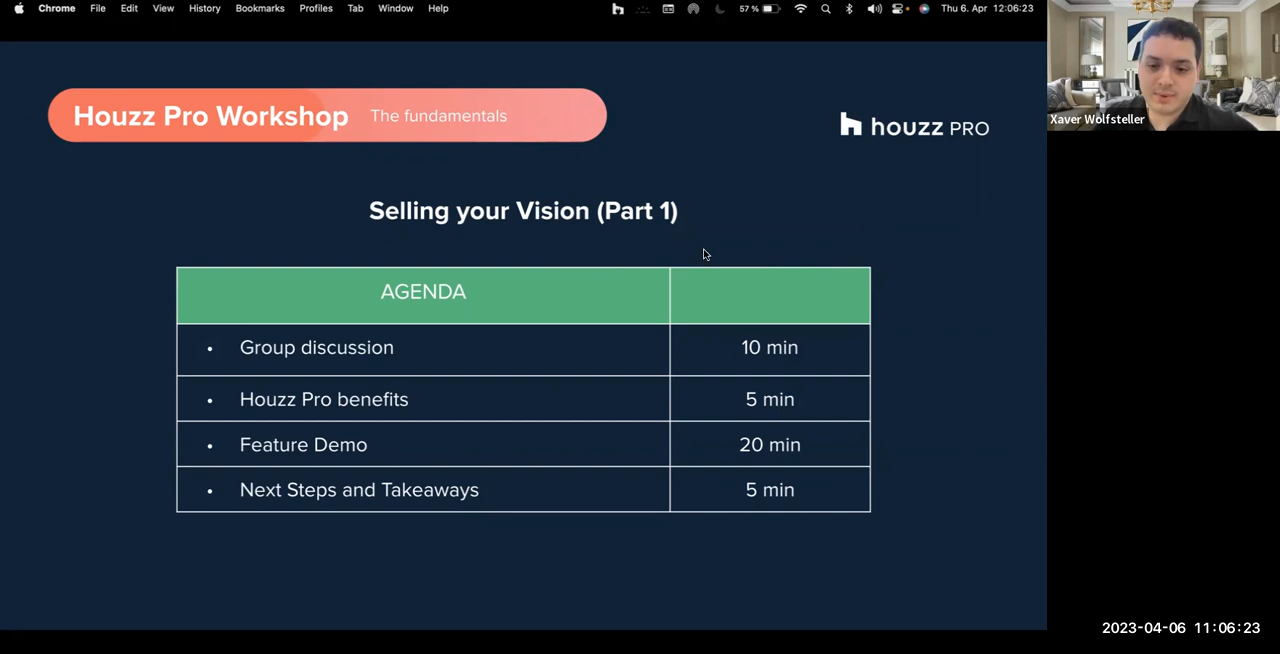 Chrome File Edit View History Bookmarks Profiles Tab Window Help 57 % Thu 6. Apr 12:06:23
Houzz Pro Workshop The fundamentals
houzz PRO
Xaver Wolfsteller
Selling your Vision (Part 1)
AGENDA
• Group discussion 10 min
• Houzz Pro benefits 5 min
• Feature Demo 20 min
• Next Steps and Takeaways 5 min
2023-04-06 11:06:23